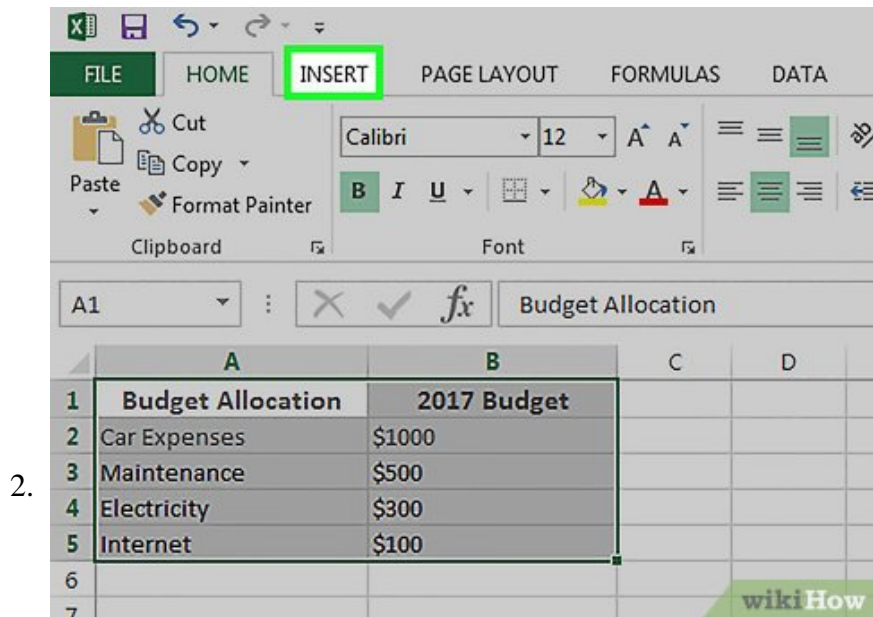 FILE HOME INSERT PAGE LAYOUT FORMULAS DATA
Cut
Copy
Paste
Format Painter
Calibri 12 A A
B I U A
Clipboard Font
A1 fx Budget Allocation
A B C D
1 Budget Allocation 2017 Budget
2 Car Expenses $1000
3 Maintenance $500
2.
4 Electricity $300
5 Internet $100
6
7
wikiHow